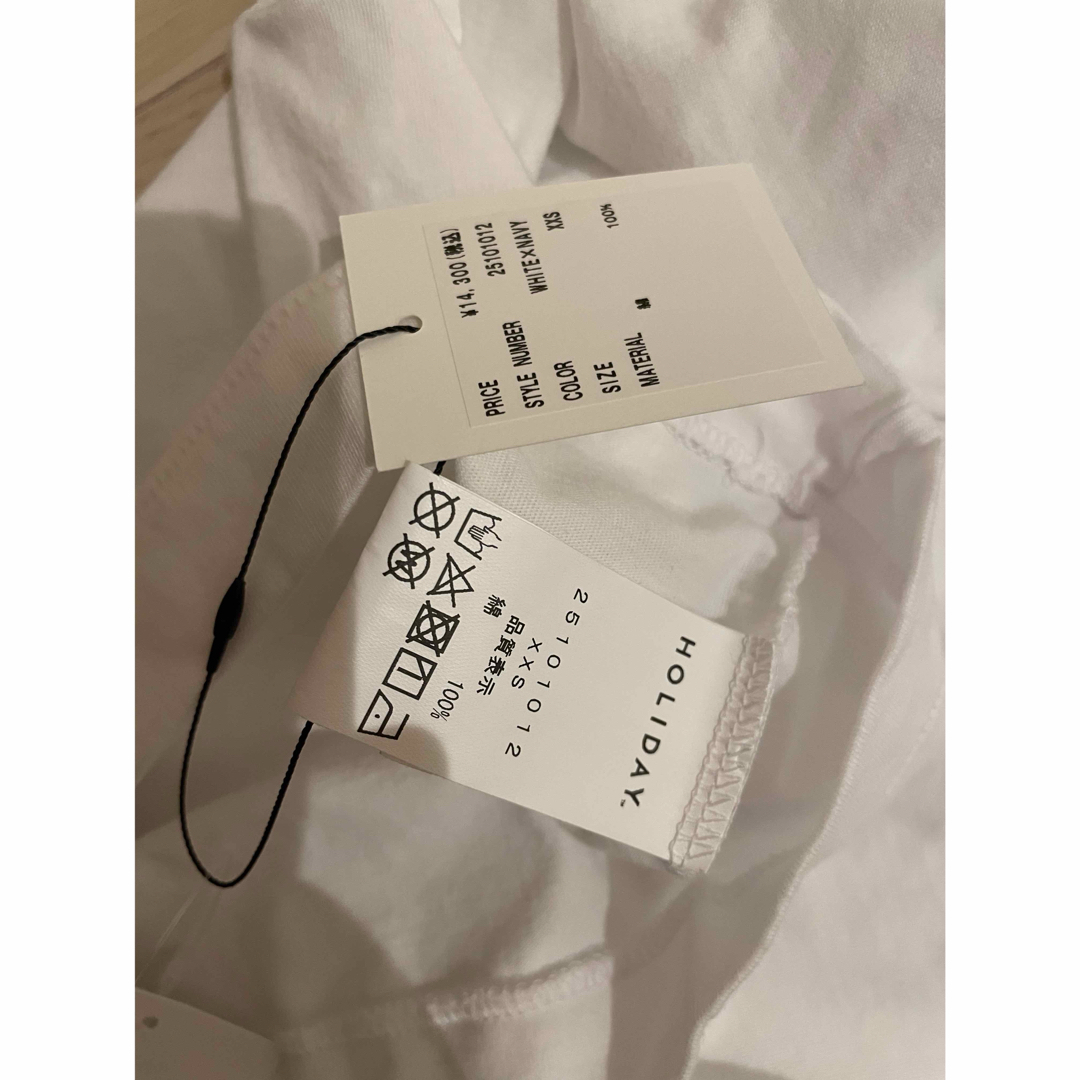 PRICE ¥14,300(税込)
STYLE NUMBER 25101012
COLOR WHITE×NAVY
SIZE XXS
MATERIAL 綿 100%
HOLIDAY™
25101012
XXS
品質表示
綿 100%